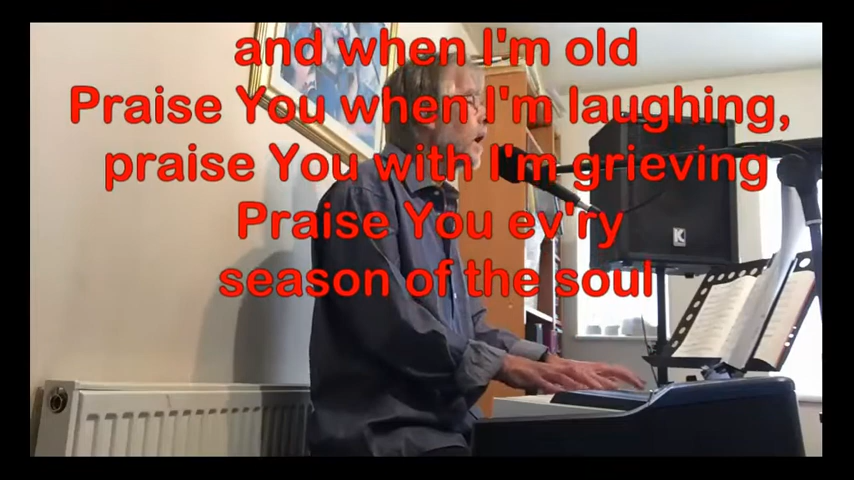 and when I'm old
Praise You when I'm laughing,
praise You with I'm grieving
Praise You ev'ry
season of the soul
K